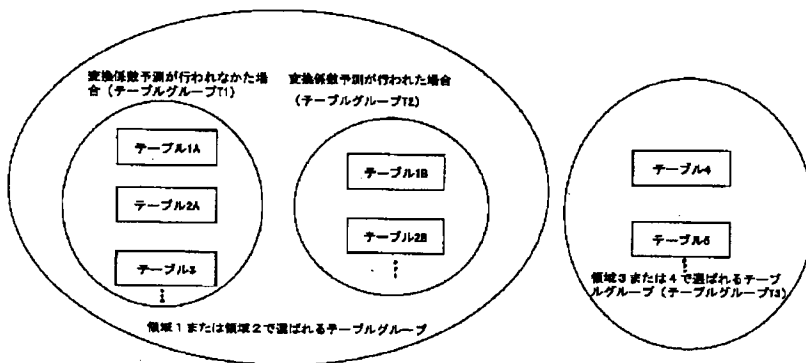 変換係数予測が行われなかた場
合（テーブルグループT1）
テーブル1A
テーブル2A
テーブル3
変換係数予測が行われた場合
（テーブルグループT2）
テーブル1B
テーブル2B
領域１または領域２で選ばれるテーブルグループ
テーブル4
テーブル5
領域３または４で選ばれるテーブ
ルグループ（テーブルグループT3）